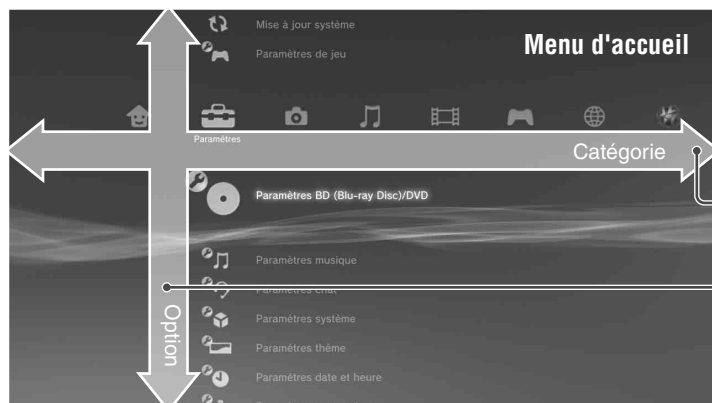 Mise à jour système
Menu d'accueil
Paramètres de jeu
Paramètres
Catégorie
Paramètres BD (Blu-ray Disc)/DVD
Paramètres musique
Paramètres chat
Option
Paramètres système
Paramètres thème
Paramètres date et heure